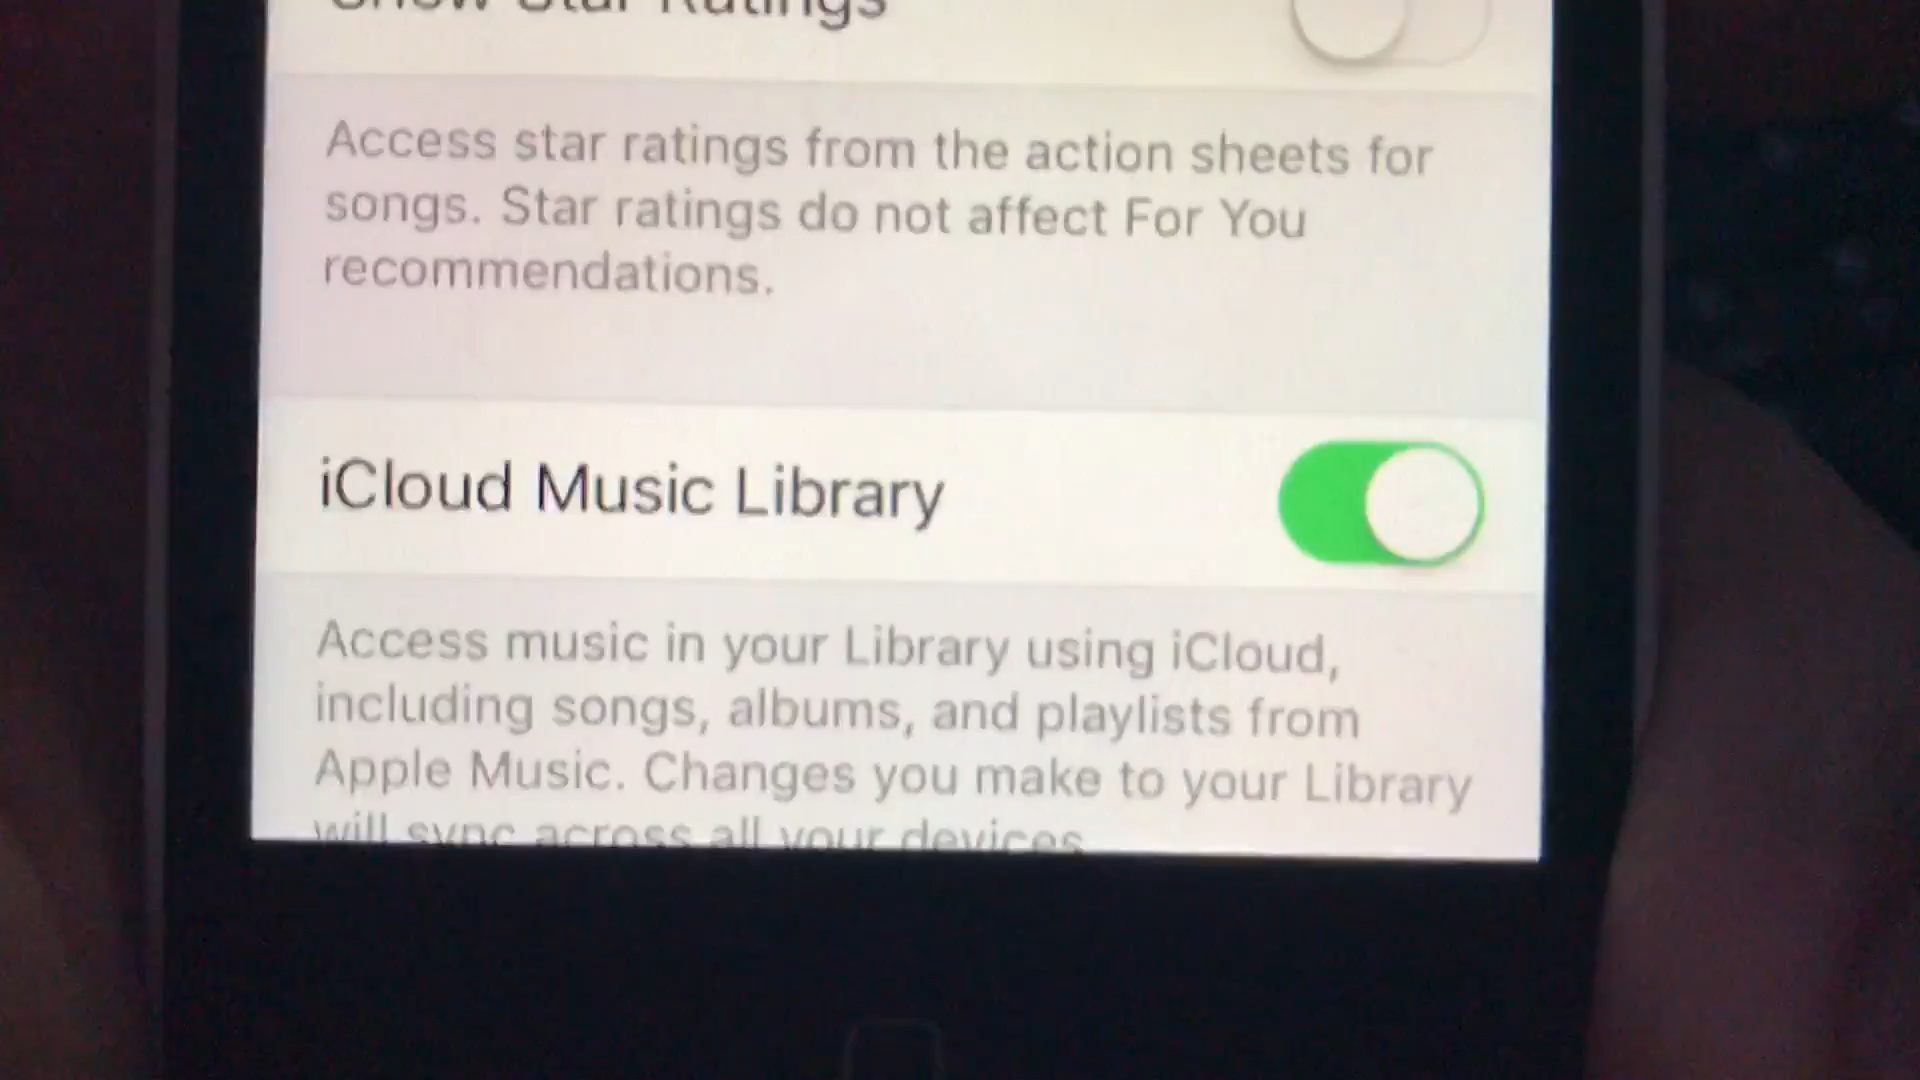 Show Star Ratings
Access star ratings from the action sheets for
songs. Star ratings do not affect For You
recommendations.
iCloud Music Library
Access music in your Library using iCloud,
including songs, albums, and playlists from
Apple Music. Changes you make to your Library
will sync across all your devices